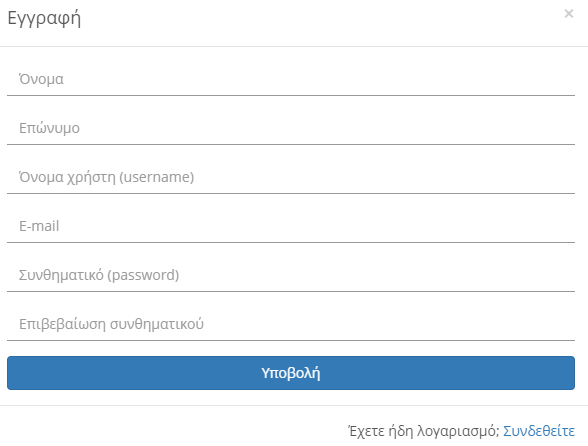 Εγγραφή
×
Όνομα
Επώνυμο
Όνομα χρήστη (username)
E-mail
Συνθηματικό (password)
Επιβεβαίωση συνθηματικού
Υποβολή
Έχετε ήδη λογαριασμό; Συνδεθείτε